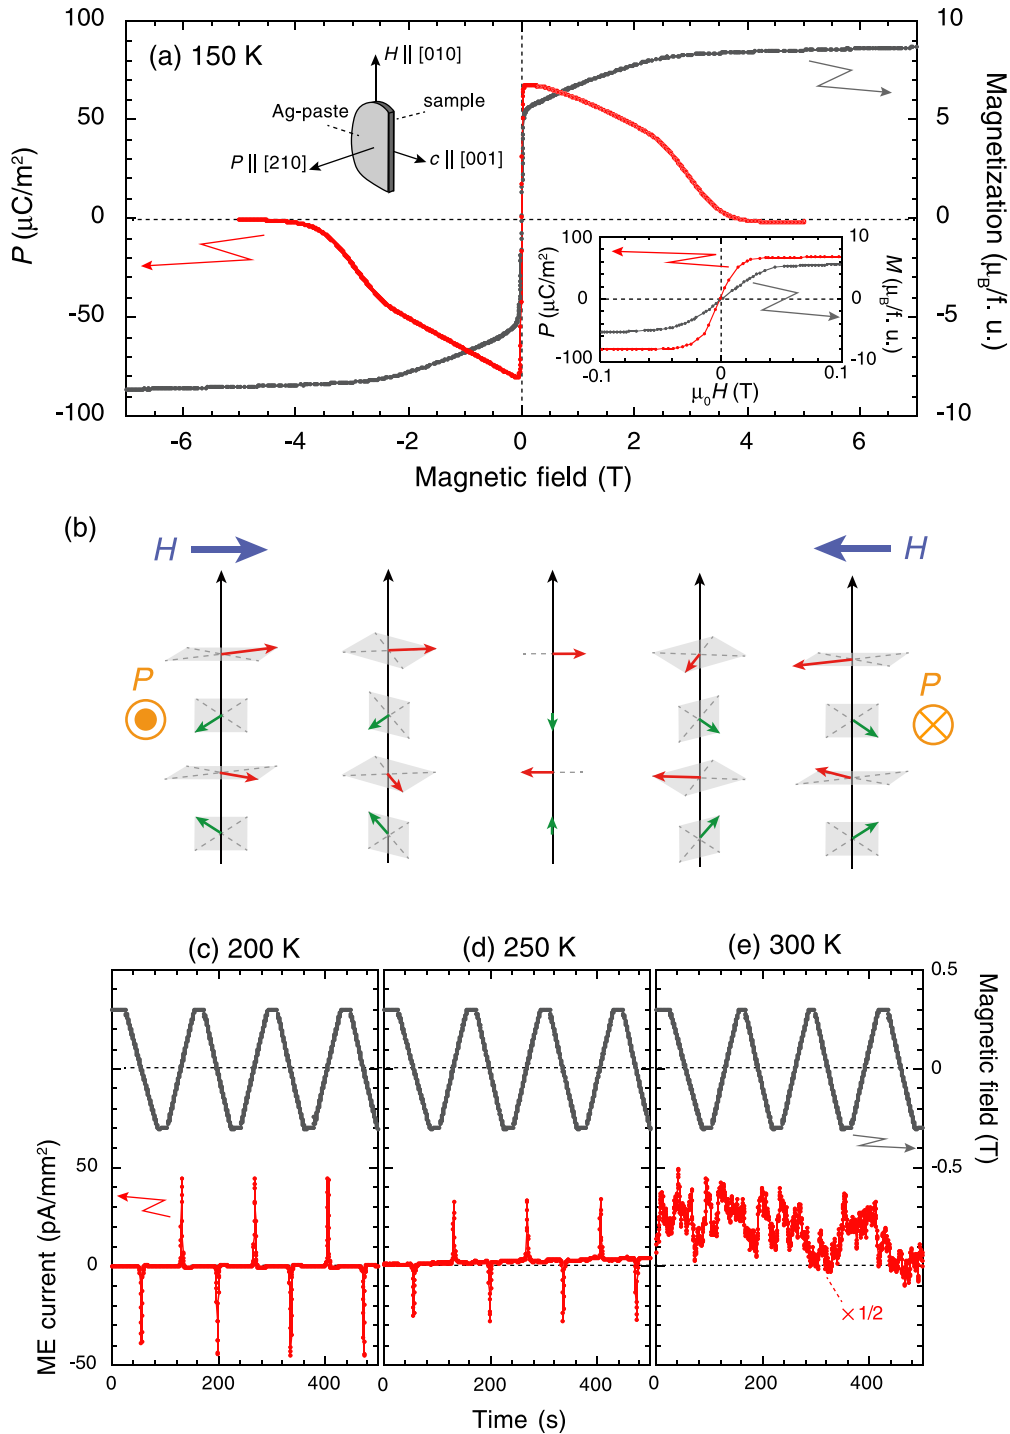 100
10
(a) 150 K
H || [010]
Ag-paste
sample
P || [210]
c || [001]
50
5
0
0
-50
-5
-100
-10
P (μC/m²)
Magnetization (μB/f. u.)
100
10
0
0
-100
-10
P (μC/m²)
M (μB/f. u.)
-0.1
0
0.1
μ₀H (T)
-6
-4
-2
0
2
4
6
Magnetic field (T)
(b)
H
H
P
P
(c) 200 K
(d) 250 K
(e) 300 K
0.5
0
-0.5
Magnetic field (T)
50
0
-50
ME current (pA/mm²)
× 1/2
0
200
400
0
200
400
0
200
400
Time (s)